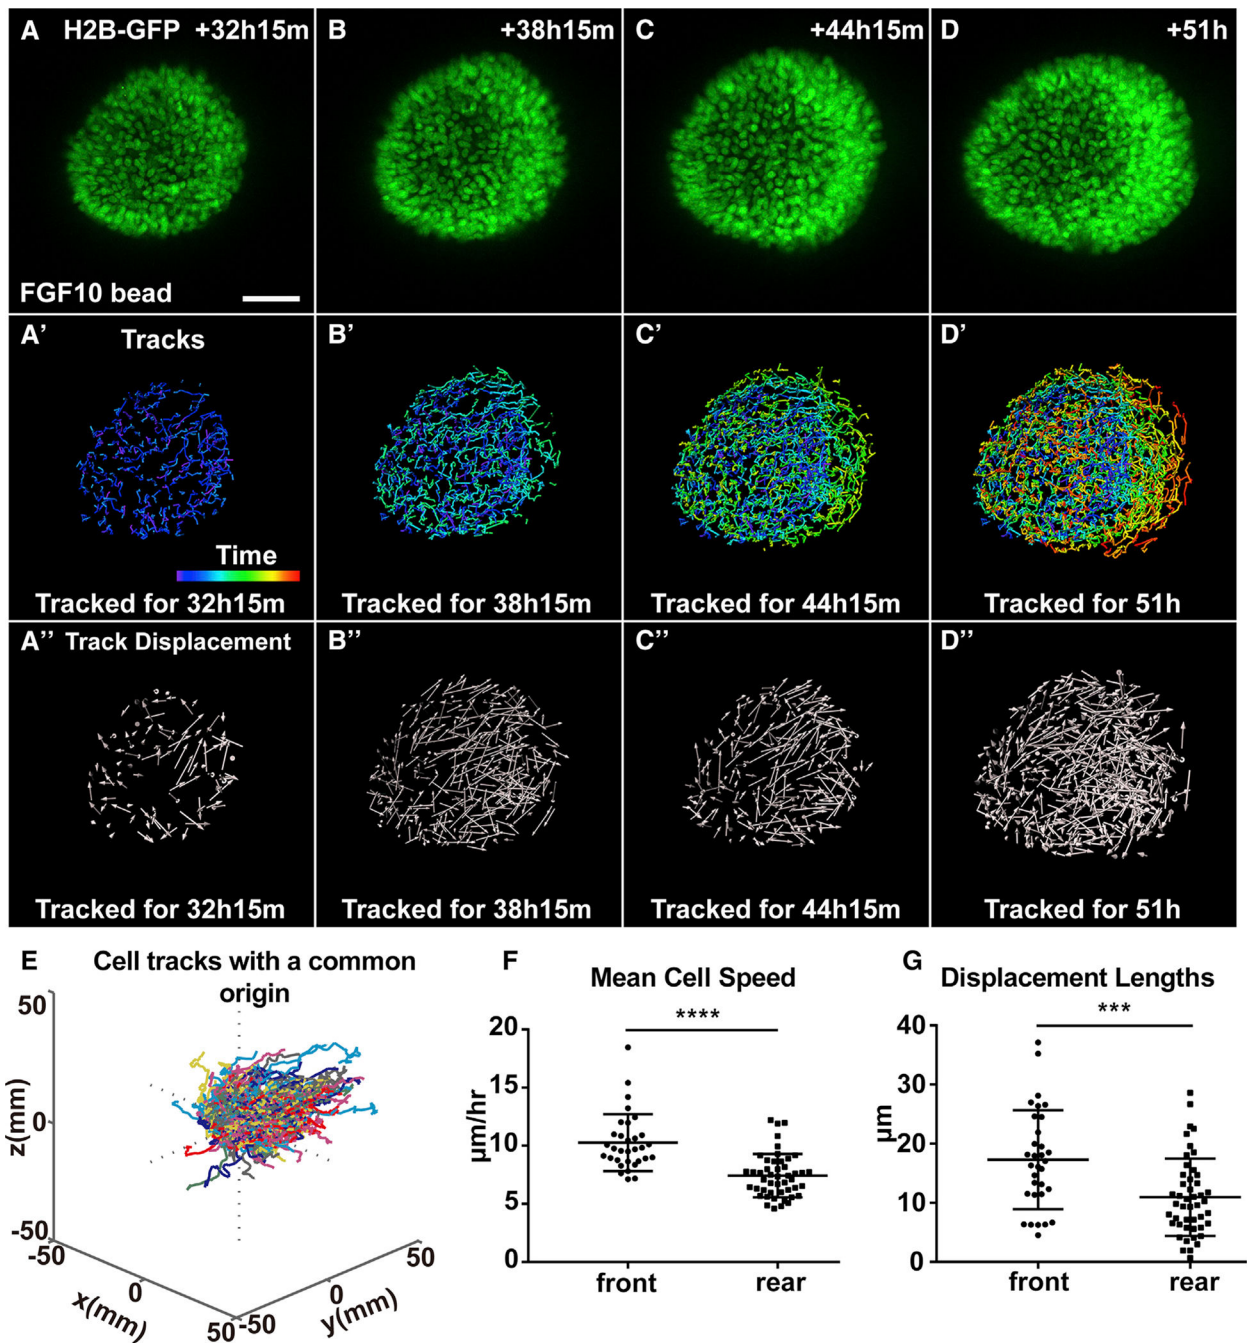 A H2B-GFP +32h15m
B +38h15m
C +44h15m
D +51h
FGF10 bead
A’ Tracks
B’
C’
D’
Time
Tracked for 32h15m
Tracked for 38h15m
Tracked for 44h15m
Tracked for 51h
A’’ Track Displacement
B’’
C’’
D’’
Tracked for 32h15m
Tracked for 38h15m
Tracked for 44h15m
Tracked for 51h
E Cell tracks with a common
origin
50
0
-50
z(mm)
-50
0
50
x(mm)
-50
0
50
y(mm)
F Mean Cell Speed
****
20
15
10
5
0
µm/hr
front rear
G Displacement Lengths
***
40
30
20
10
0
µm
front rear